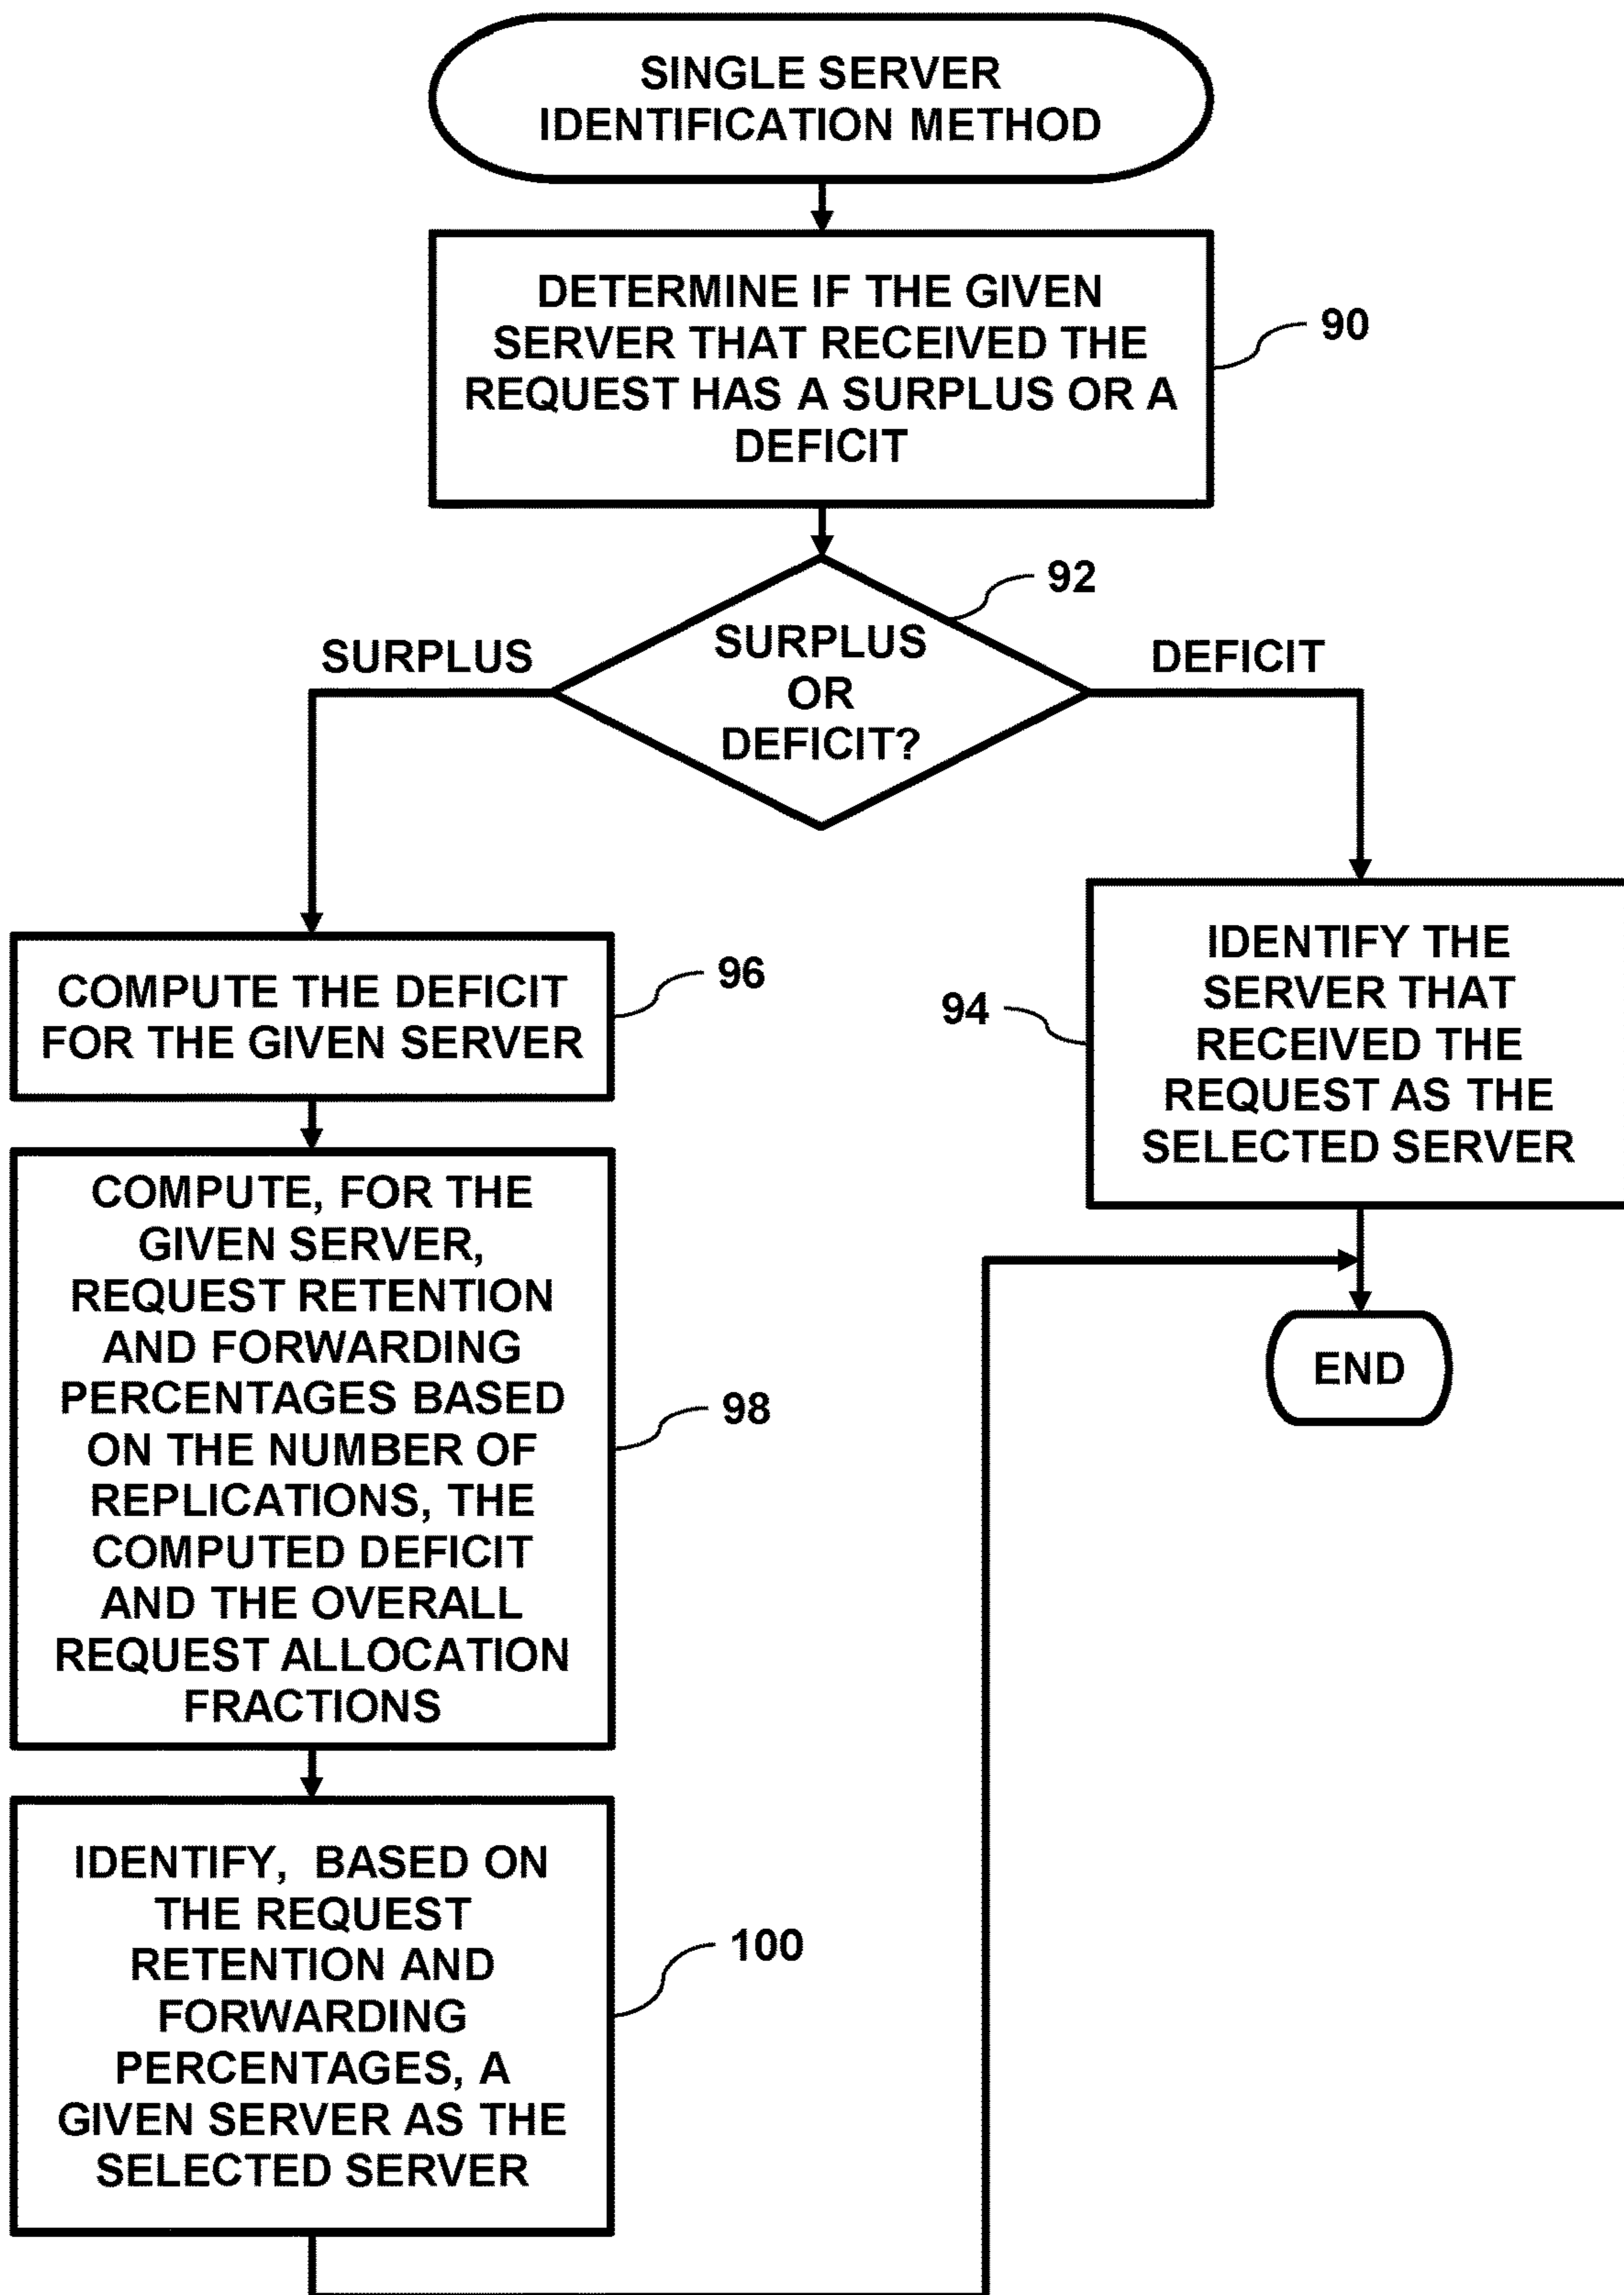 SINGLE SERVER
IDENTIFICATION METHOD
DETERMINE IF THE GIVEN
SERVER THAT RECEIVED THE
REQUEST HAS A SURPLUS OR A
DEFICIT
90
92
SURPLUS
OR
DEFICIT?
SURPLUS
DEFICIT
COMPUTE THE DEFICIT
FOR THE GIVEN SERVER
96
94
IDENTIFY THE
SERVER THAT
RECEIVED THE
REQUEST AS THE
SELECTED SERVER
COMPUTE, FOR THE
GIVEN SERVER,
REQUEST RETENTION
AND FORWARDING
PERCENTAGES BASED
ON THE NUMBER OF
REPLICATIONS, THE
COMPUTED DEFICIT
AND THE OVERALL
REQUEST ALLOCATION
FRACTIONS
98
END
IDENTIFY, BASED ON
THE REQUEST
RETENTION AND
FORWARDING
PERCENTAGES, A
GIVEN SERVER AS THE
SELECTED SERVER
100